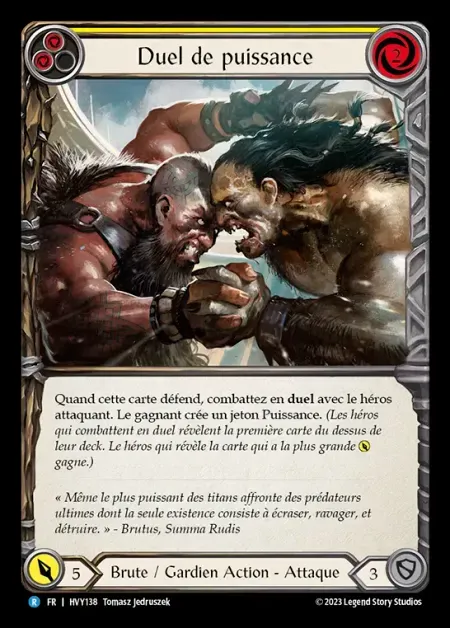 Duel de puissance
2
Quand cette carte défend, combattez en duel avec le héros
attaquant. Le gagnant crée un jeton Puissance. (Les héros
qui combattent en duel révèlent la première carte du dessus de
leur deck. Le héros qui révèle la carte qui a la plus grande
gagne.)
« Même le plus puissant des titans affronte des prédateurs
ultimes dont la seule existence consiste à écraser, ravager, et
détruire. » - Brutus, Summa Rudis
5 Brute / Gardien Action - Attaque 3
R FR | HVY138 Tomasz Jedruszek © 2023 Legend Story Studios